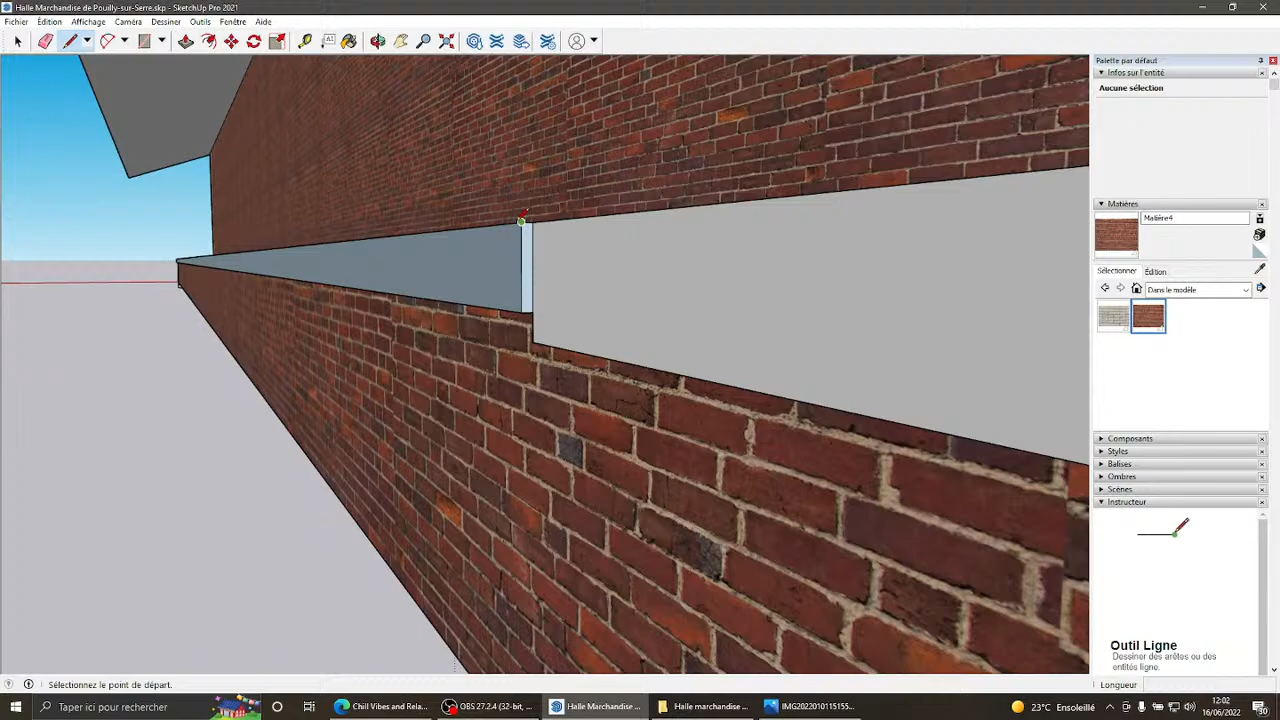 Halle Marchandise de Pouilly-sur-Serre.skp - SketchUp Pro 2021
Fichier Édition Affichage Caméra Dessiner Outils Fenêtre Aide
Palette par défaut
Infos sur l'entité
Aucune sélection
Matières
Matière4
Sélectionner Édition
Dans le modèle
Composants
Styles
Balises
Ombres
Scènes
Instructeur
Outil Ligne
Dessiner des arêtes ou des
entités ligne.
Sélectionnez le point de départ.
Longueur
Taper ici pour rechercher
Chill Vibes and Rela...
OBS 27.2.4 (32-bit, ...
Halle Marchandise ...
Halle marchandise ...
IMG2022010115155...
23°C Ensoleillé
12:02
16/06/2022